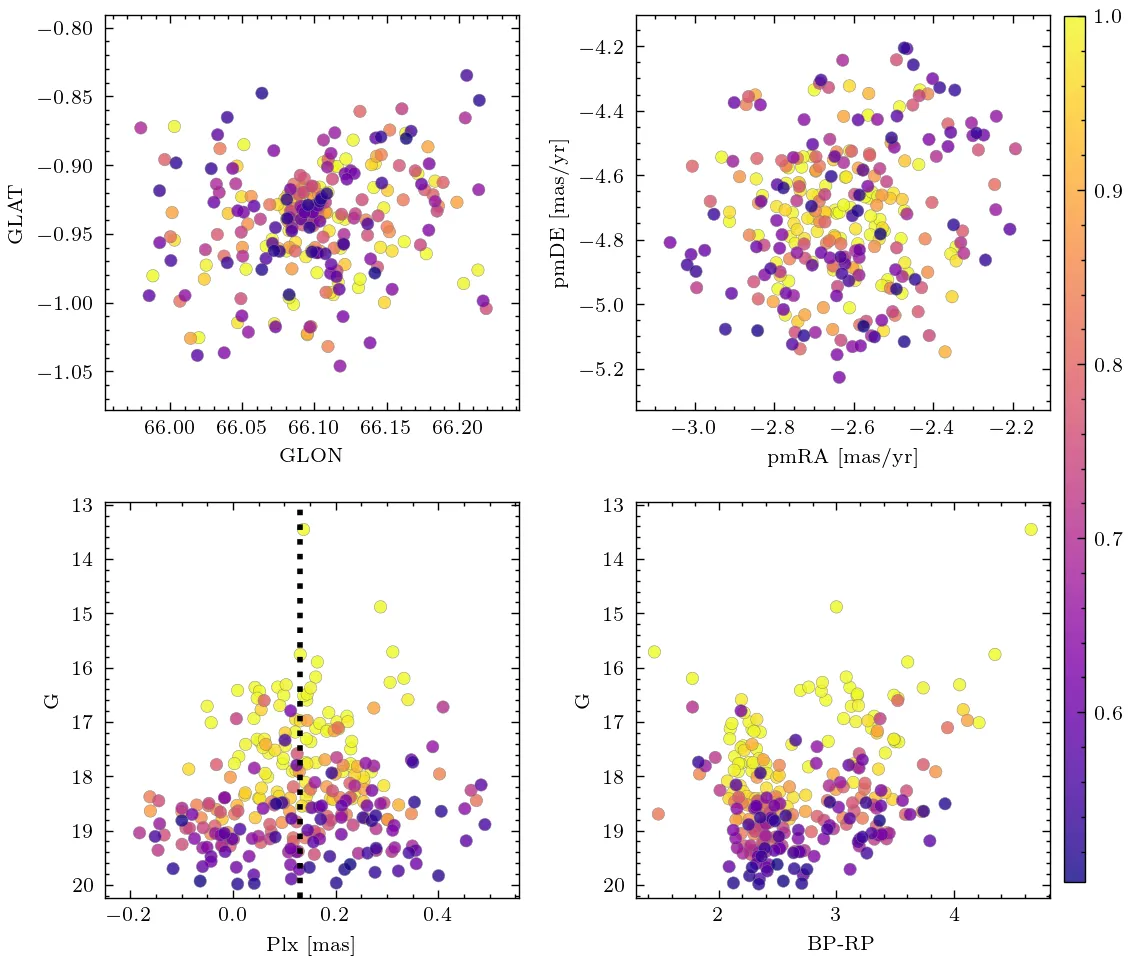 −0.80
−0.85
−0.90
−0.95
−1.00
−1.05
GLAT
66.00 66.05 66.10 66.15 66.20
GLON
−4.2
−4.4
−4.6
−4.8
−5.0
−5.2
pmDE [mas/yr]
−3.0 −2.8 −2.6 −2.4 −2.2
pmRA [mas/yr]
1.0
0.9
0.8
0.7
0.6
13
14
15
16
17
18
19
20
G
−0.2 0.0 0.2 0.4
Plx [mas]
13
14
15
16
17
18
19
20
G
2 3 4
BP-RP